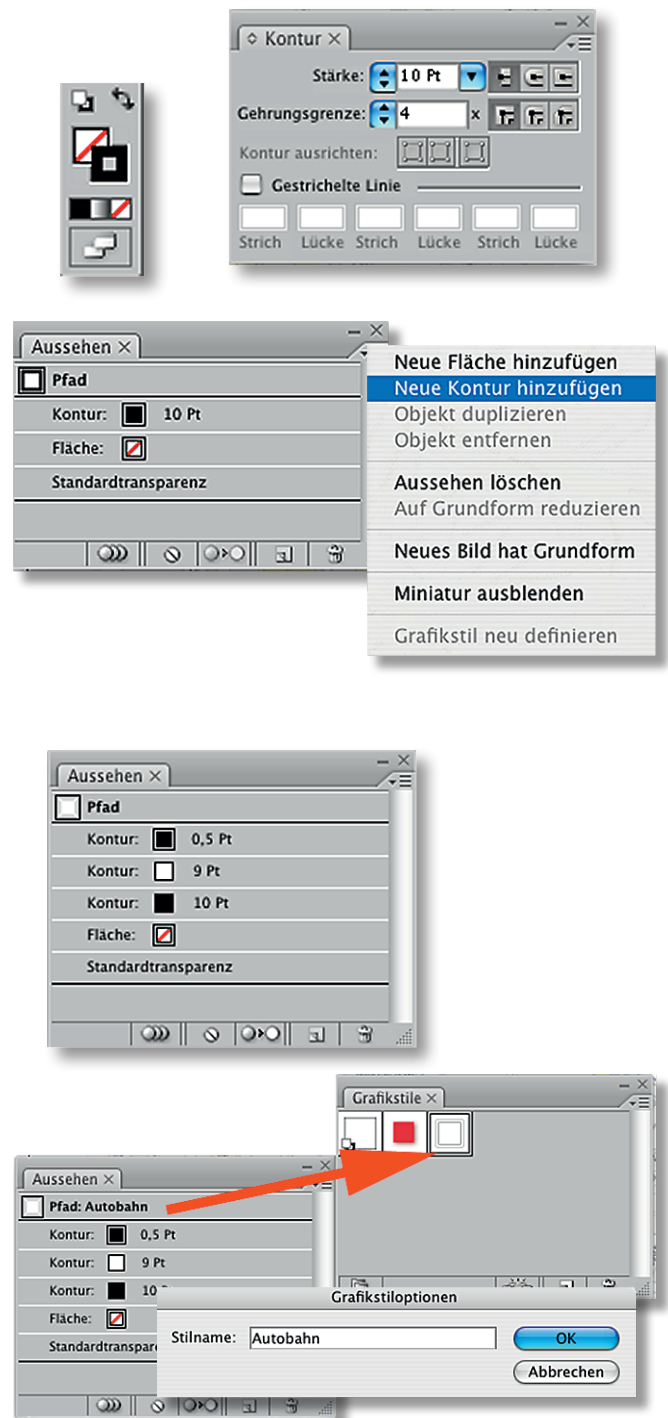 Kontur
Stärke: 10 Pt
Gehrungsgrenze: 4 x
Kontur ausrichten:
Gestrichelte Linie
Strich Lücke Strich Lücke Strich Lücke
Aussehen
Pfad
Kontur: 10 Pt
Fläche:
Standardtransparenz
Neue Fläche hinzufügen
Neue Kontur hinzufügen
Objekt duplizieren
Objekt entfernen
Aussehen löschen
Auf Grundform reduzieren
Neues Bild hat Grundform
Miniatur ausblenden
Grafikstil neu definieren
Aussehen
Pfad
Kontur: 0,5 Pt
Kontur: 9 Pt
Kontur: 10 Pt
Fläche:
Standardtransparenz
Grafikstile
Aussehen
Pfad: Autobahn
Kontur: 0,5 Pt
Kontur: 9 Pt
Kontur: 10
Fläche:
Standardtranspare
Grafikstiloptionen
Stilname: Autobahn
OK
Abbrechen